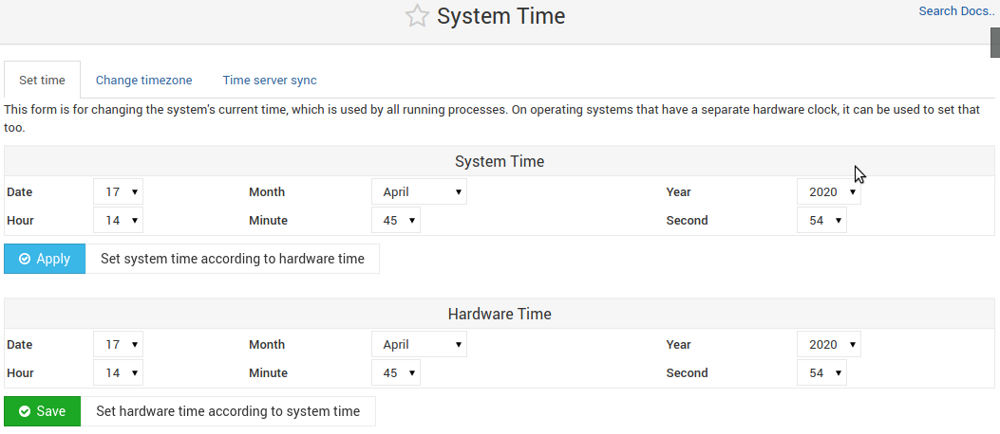 System Time
Search Docs..
Set time Change timezone Time server sync
This form is for changing the system's current time, which is used by all running processes. On operating systems that have a separate hardware clock, it can be used to set that
too.
System Time
Date 17 Month April Year 2020
Hour 14 Minute 45 Second 54
Apply Set system time according to hardware time
Hardware Time
Date 17 Month April Year 2020
Hour 14 Minute 45 Second 54
Save Set hardware time according to system time